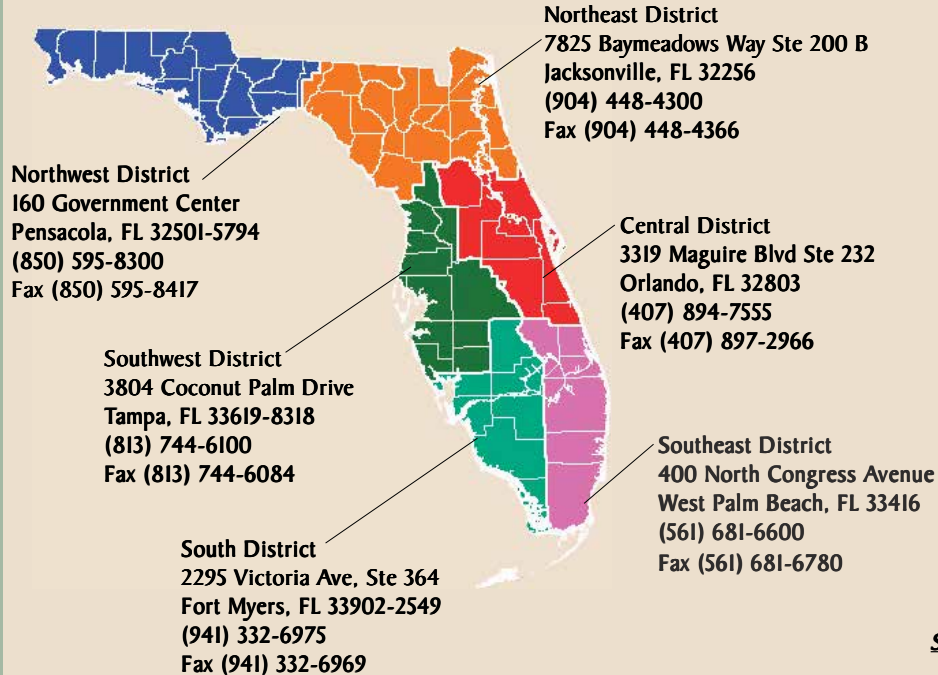 Northeast District
7825 Baymeadows Way Ste 200 B
Jacksonville, FL 32256
(904) 448-4300
Fax (904) 448-4366
Northwest District
160 Government Center
Pensacola, FL 32501-5794
(850) 595-8300
Fax (850) 595-8417
Central District
3319 Maguire Blvd Ste 232
Orlando, FL 32803
(407) 894-7555
Fax (407) 897-2966
Southwest District
3804 Coconut Palm Drive
Tampa, FL 33619-8318
(813) 744-6100
Fax (813) 744-6084
Southeast District
400 North Congress Avenue
West Palm Beach, FL 33416
(561) 681-6600
Fax (561) 681-6780
South District
2295 Victoria Ave, Ste 364
Fort Myers, FL 33902-2549
(941) 332-6975
Fax (941) 332-6969